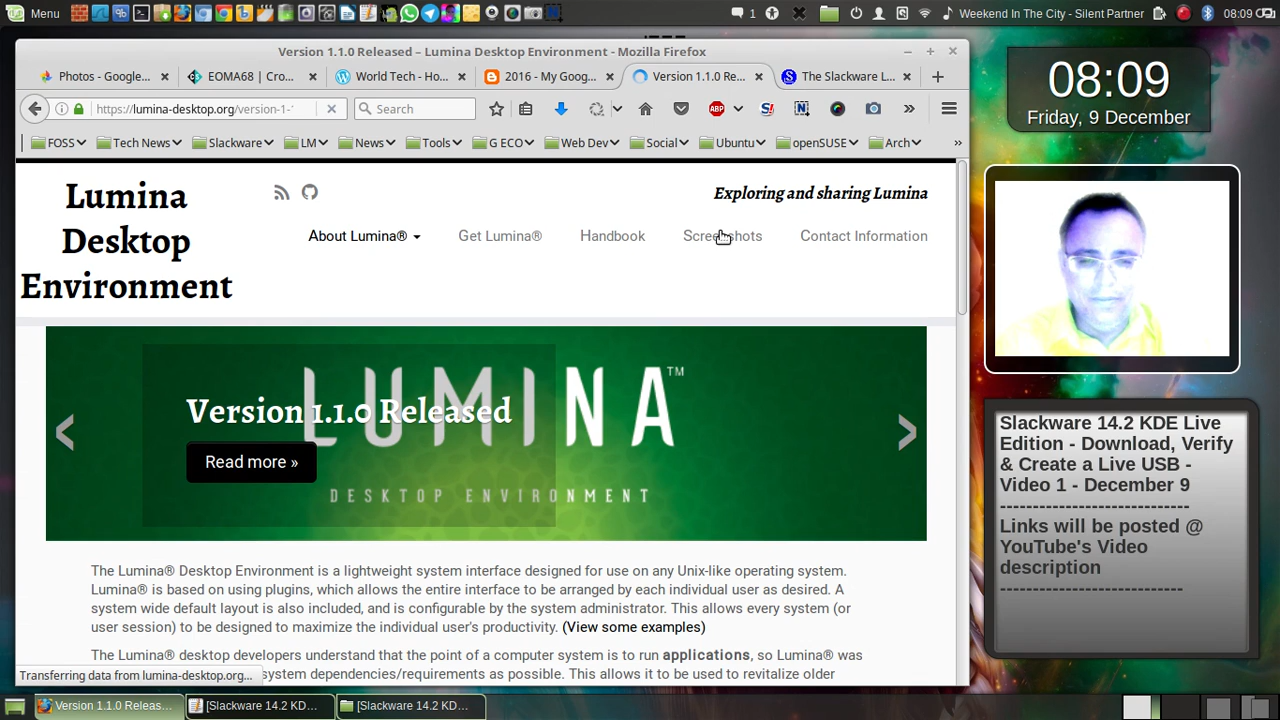 Menu
1
Weekend In The City - Silent Partner
08:09
Version 1.1.0 Released – Lumina Desktop Environment - Mozilla Firefox
Photos - Google...
EOMA68 | Cro...
World Tech - Ho...
2016 - My Goog...
Version 1.1.0 Re...
The Slackware L...
https://lumina-desktop.org/version-1-
Search
ABP
FOSS
Tech News
Slackware
LM
News
Tools
G ECO
Web Dev
Social
Ubuntu
openSUSE
Arch
Lumina
Desktop
Environment
Exploring and sharing Lumina
About Lumina®
Get Lumina®
Handbook
Screenshots
Contact Information
LUMINA™
Version 1.1.0 Released
Read more »
DESKTOP ENVIRONMENT
The Lumina® Desktop Environment is a lightweight system interface designed for use on any Unix-like operating system.
Lumina® is based on using plugins, which allows the entire interface to be arranged by each individual user as desired. A
system wide default layout is also included, and is configurable by the system administrator. This allows every system (or
user session) to be designed to maximize the individual user's productivity. (View some examples)
The Lumina® desktop developers understand that the point of a computer system is to run applications, so Lumina® was
system dependencies/requirements as possible. This allows it to be used to revitalize older
Transferring data from lumina-desktop.org...
08:09
Friday, 9 December
Slackware 14.2 KDE Live
Edition - Download, Verify
& Create a Live USB -
Video 1 - December 9
----------------------------
Links will be posted @
YouTube's Video
description
---------------------------
Version 1.1.0 Releas...
[Slackware 14.2 KD...
[Slackware 14.2 KD...